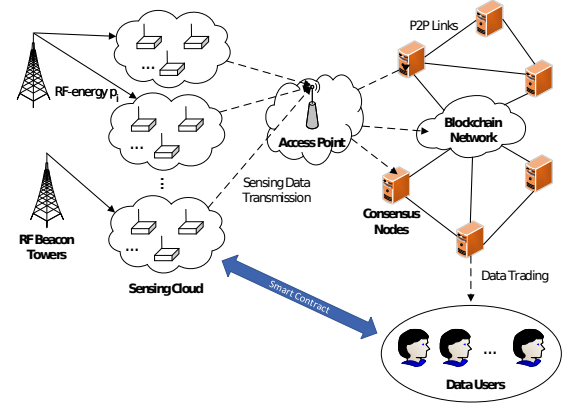 P2P Links
RF-energy pi
...
...
Access Point
Blockchain
Network
⋮
Sensing Data
Transmission
Consensus
Nodes
RF Beacon
Towers
...
Sensing Cloud
Smart Contract
Data Trading
...
Data Users